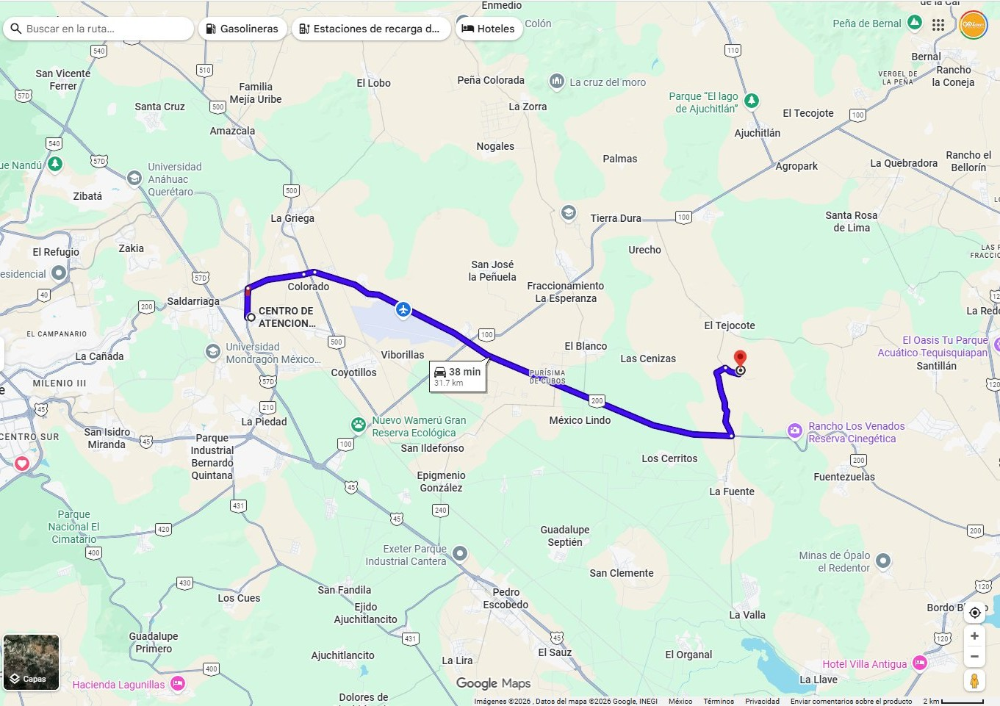 Enmedio
de la Cal
Buscar en la ruta...
Gasolineras
Estaciones de recarga d...
Hoteles
Colón
Peña de Bernal
540
510
110
Bernal
San Vicente
Ferrer
Rancho
la Coneja
VERGEL DE
LA PEÑA
El Lobo
Peña Colorada
La cruz del moro
Familia
Mejía Uribe
57D
Santa Cruz
500
La Zorra
Parque “El lago
de Ajuchitlán”
El Tecojote
100
Amazcala
Ajuchitlán
540
Nogales
Palmas
57D
ue Nandú
Universidad
Anáhuac
Querétaro
Agropark
La Quebradora
Rancho el
Bellorín
Zibatá
500
La Griega
Tierra Dura
100
Santa Rosa
de Lima
Zakia
El Refugio
Urecho
esidencial
57D
San José
la Peñuela
Colorado
Fraccionamiento
La Esperanza
40
200
Saldarriaga
CENTRO DE
ATENCION...
EL CAMPANARIO
El Tejocote
100
500
El Blanco
El Oasis Tu Parque
Acuático Tequisquiapan
La Cañada
Universidad
Mondragón México...
Viborillas
Las Cenizas
Santillán
Coyotillos
38 min
31.7 km
PURÍSIMA
DE CUBOS
MILENIO III
57D
200
45
210
La Piedad
Nuevo Wamerú Gran
Reserva Ecológica
México Lindo
Rancho Los Venados
Reserva Cinegética
San Isidro
Miranda
45
CENTRO SUR
Parque
Industrial
Bernardo
Quintana
100
San Ildefonso
Los Cerritos
200
Fuentezuelas
Epigmenio
González
45
La Fuente
431
240
45
Parque
Nacional El
Cimatario
420
200
Guadalupe
Septién
400
Exeter Parque
Industrial Cantera
Minas de Ópalo
el Redentor
San Clemente
430
120
San Fandila
Los Cues
Pedro
Escobedo
Ejido
Ajuchitlancito
La Valla
Guadalupe
Primero
431
45
120
El Sauz
El Organal
Ajuchitlancito
La Lira
400
Hotel Villa Antigua
Capas
Hacienda Lagunillas
La Llave
Google Maps
Dolores de
Imágenes ©2026 , Datos del mapa ©2026 Google, INEGI México Términos Privacidad Enviar comentarios sobre el producto 2 km